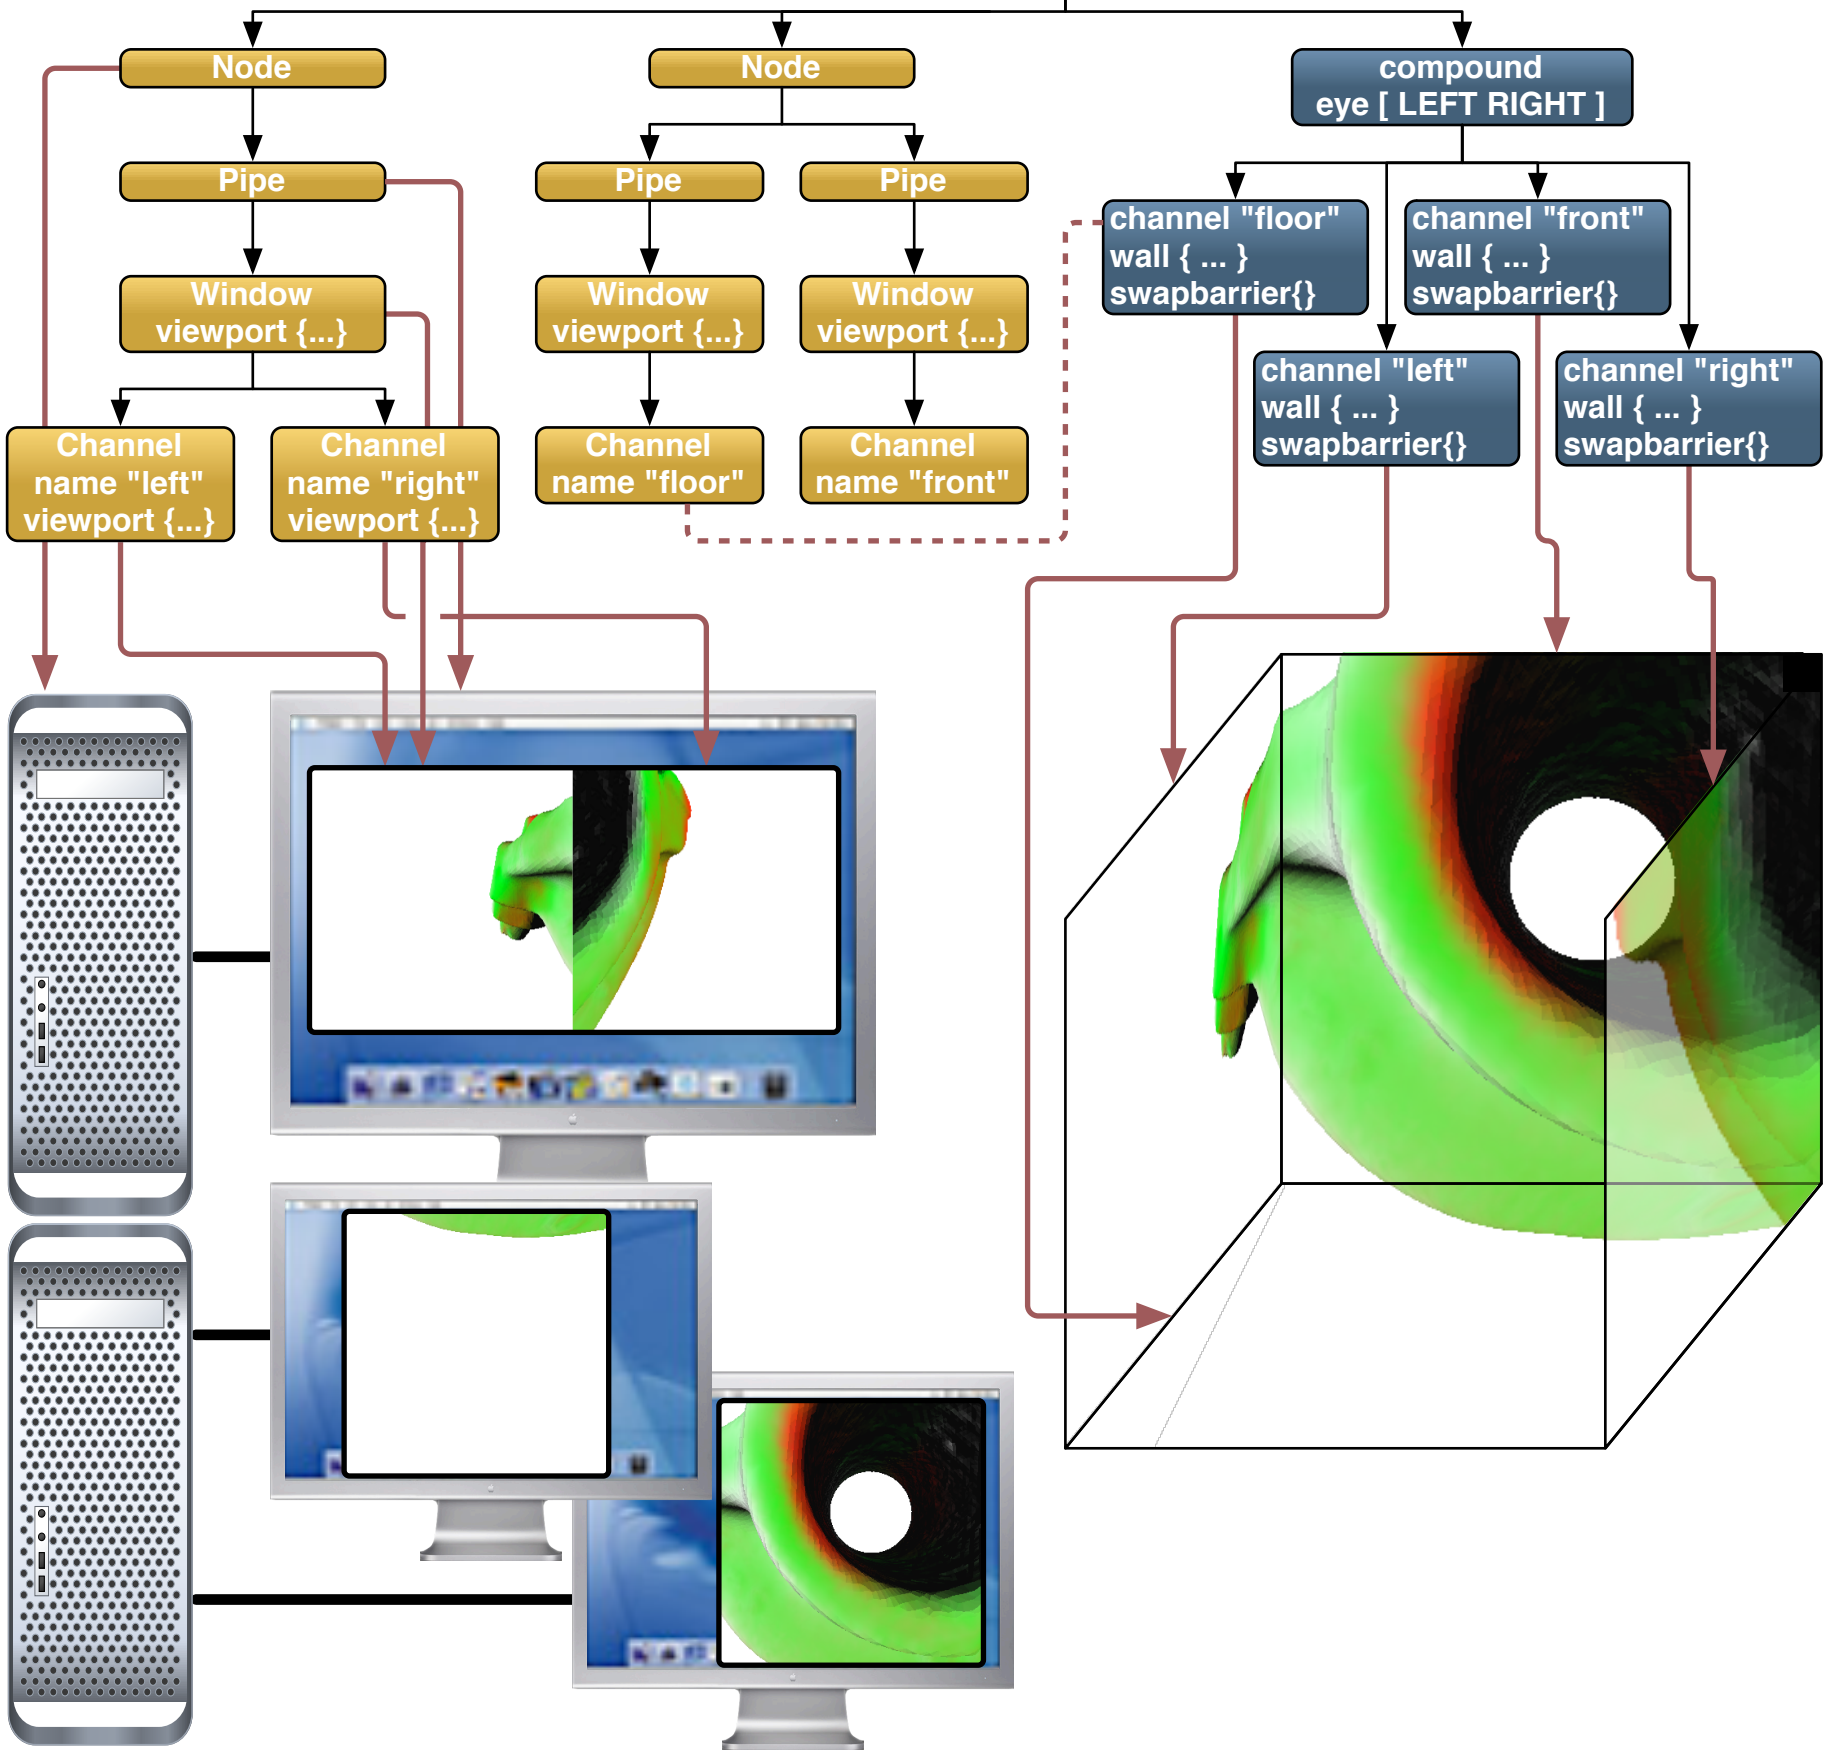 Node
Node
compound
eye [ LEFT RIGHT ]
Pipe
Pipe
Pipe
channel "floor"
wall { ... }
swapbarrier{}
channel "front"
wall { ... }
swapbarrier{}
Window
viewport {...}
Window
viewport {...}
Window
viewport {...}
channel "left"
wall { ... }
swapbarrier{}
channel "right"
wall { ... }
swapbarrier{}
Channel
name "left"
viewport {...}
Channel
name "right"
viewport {...}
Channel
name "floor"
Channel
name "front"